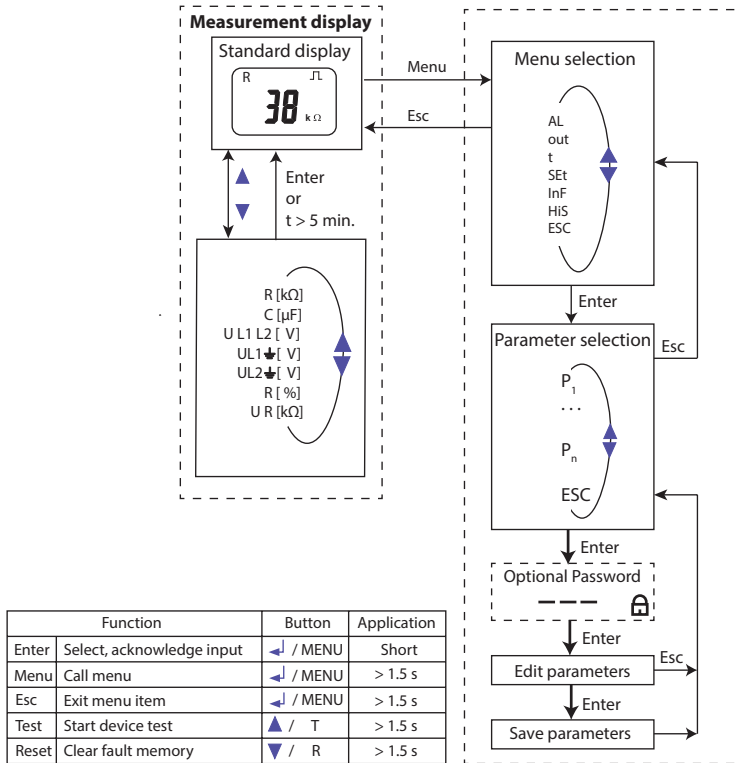 Measurement display
Standard display
R
38 k Ω
Menu
Esc
Enter
or
t > 5 min.
R [kΩ]
C [µF]
U L1 L2 [ V]
UL1⏚[ V]
UL2⏚[ V]
R [ %]
U R [kΩ]
Menu selection
AL
out
t
SEt
InF
HiS
ESC
Enter
Parameter selection
Esc
P1
...
Pn
ESC
Enter
Optional Password
– – –
Enter
Edit parameters
Esc
Enter
Save parameters
Function Button Application
Enter Select, acknowledge input ↵ / MENU Short
Menu Call menu ↵ / MENU > 1.5 s
Esc Exit menu item ↵ / MENU > 1.5 s
Test Start device test ▲ / T > 1.5 s
Reset Clear fault memory ▼ / R > 1.5 s